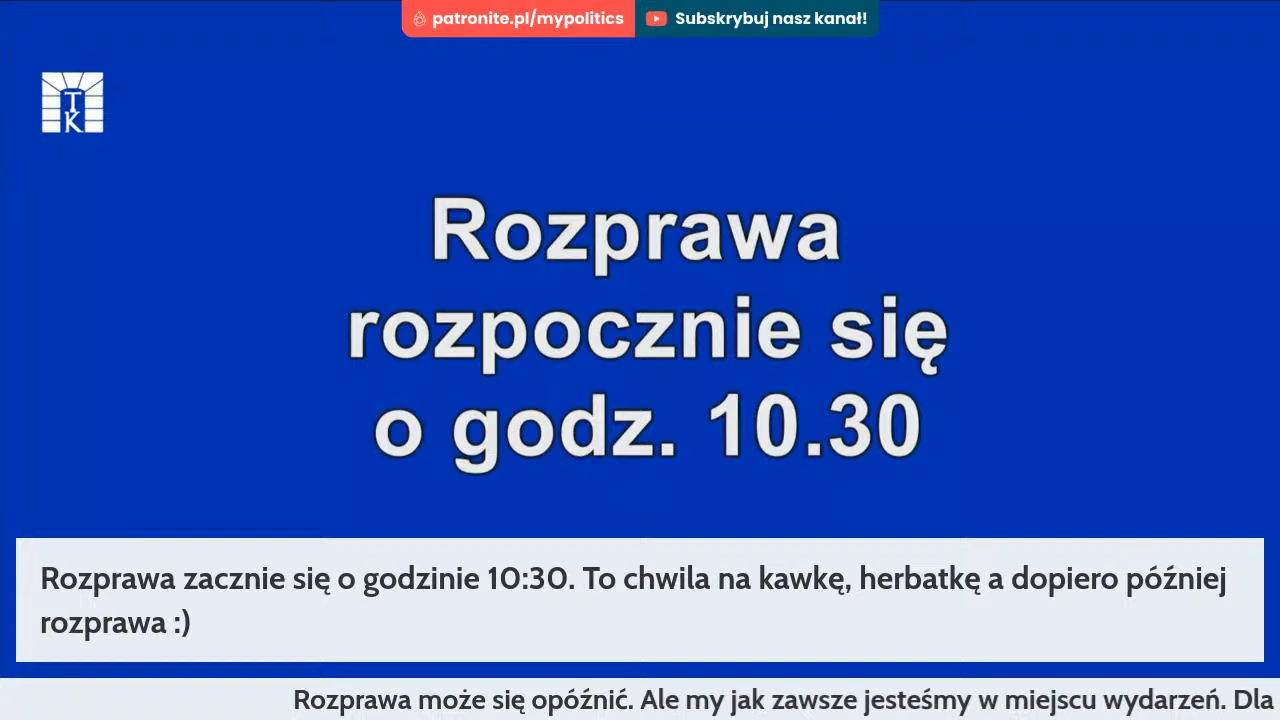 patronite.pl/mypolitics Subskrybuj nasz kanał!
TK
Rozprawa
rozpocznie się
o godz. 10.30
Rozprawa zacznie się o godzinie 10:30. To chwila na kawkę, herbatkę a dopiero później
rozprawa :)
Rozprawa może się opóźnić. Ale my jak zawsze jesteśmy w miejscu wydarzeń. Dla